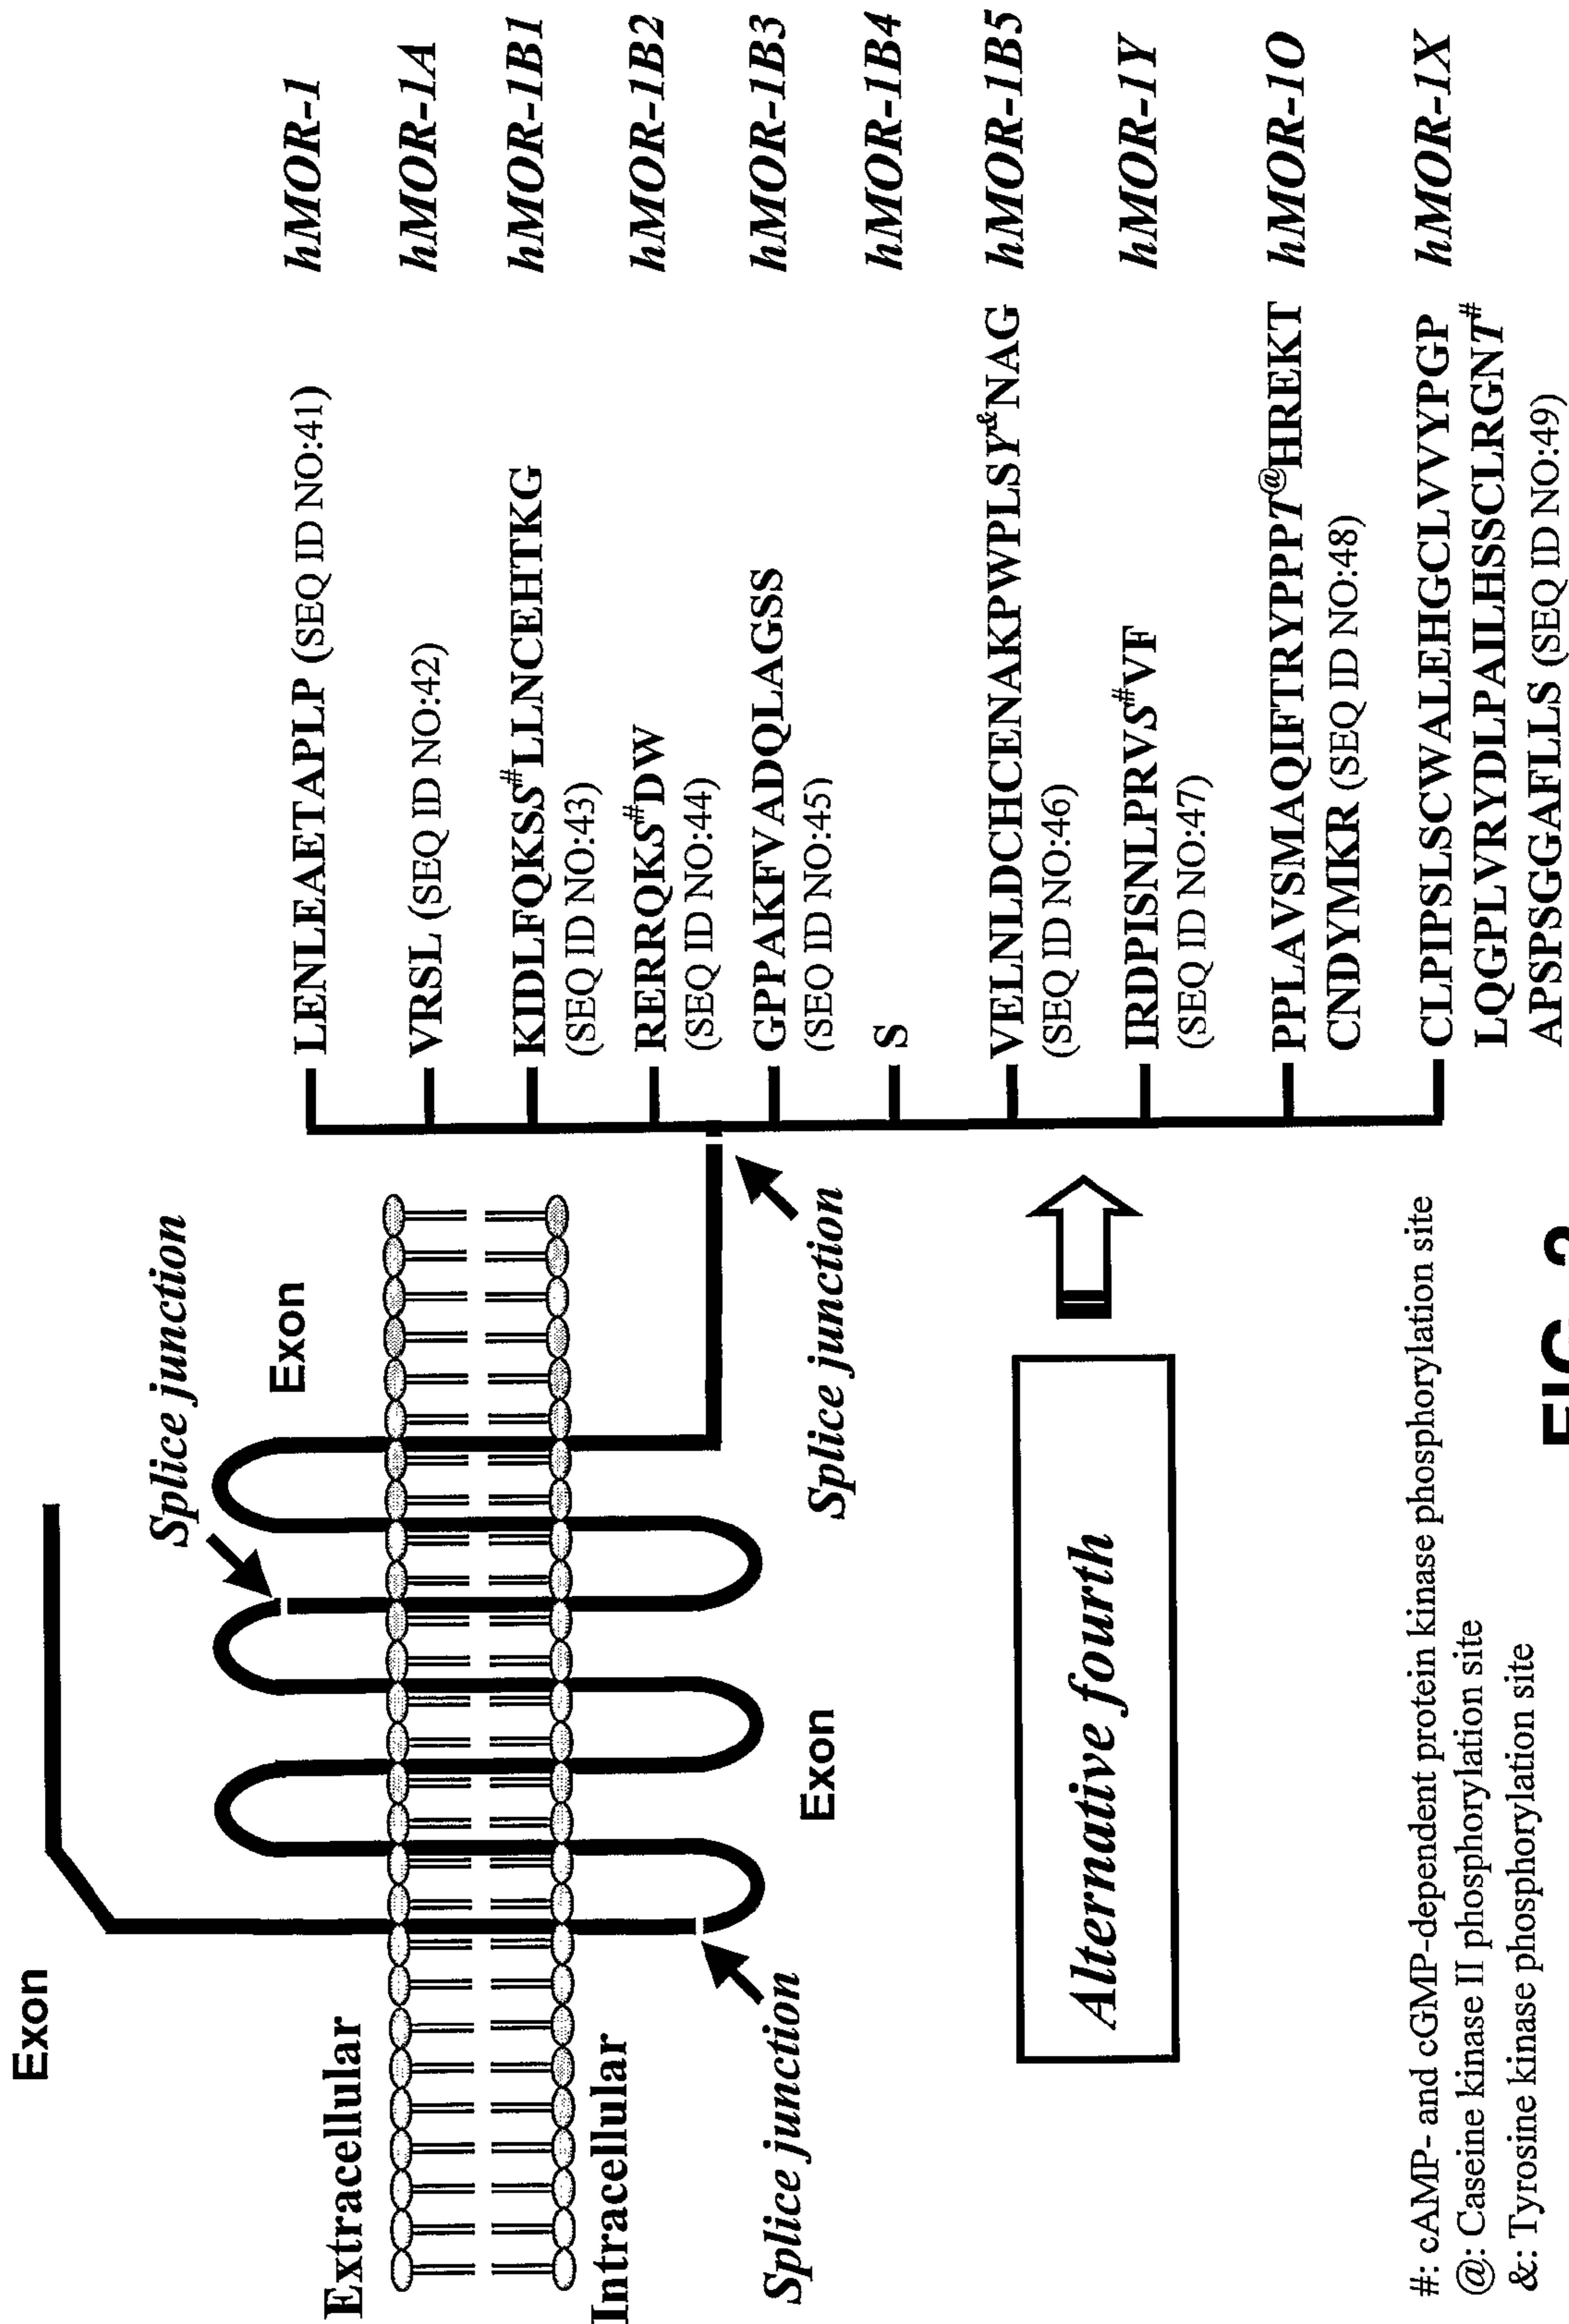 Exon
Extracellular
Intracellular
Splice junction
Exon
Splice junction
Exon
Splice junction
Alternative fourth
LENLEAETAPLP (SEQ ID NO:41) hMOR-1
VRSL (SEQ ID NO:42) hMOR-1A
KIDLFQKSS#LLNCEHTKG hMOR-1B1
(SEQ ID NO:43)
RERRQKS#DW hMOR-1B2
(SEQ ID NO:44)
GPPAKFVADQLAGSS hMOR-1B3
(SEQ ID NO:45)
S hMOR-1B4
VELNLDCHCENAKPWPLSY&NAG hMOR-1B5
(SEQ ID NO:46)
IRDPISNLPRVS#VF hMOR-1Y
(SEQ ID NO:47)
PPLAVSMAQIFTRYPPPT@HREKT hMOR-1O
CNDYMKR (SEQ ID NO:48)
CLPIPSLSCWALEHGCLVVYPGP hMOR-1X
LQGPLVRYDLPAILHSSCLRGNT#
APSPSGGAFLLS (SEQ ID NO:49)
#: cAMP- and cGMP-dependent protein kinase phosphorylation site
@: Caseine kinase II phosphorylation site
&: Tyrosine kinase phosphorylation site